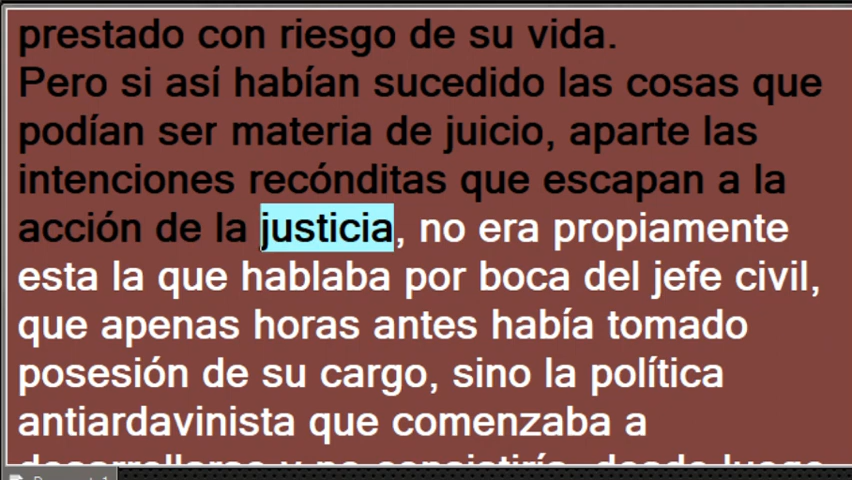 prestado con riesgo de su vida.
Pero si así habían sucedido las cosas que
podían ser materia de juicio, aparte las
intenciones recónditas que escapan a la
acción de la justicia, no era propiamente
esta la que hablaba por boca del jefe civil,
que apenas horas antes había tomado
posesión de su cargo, sino la política
antiardavinista que comenzaba a